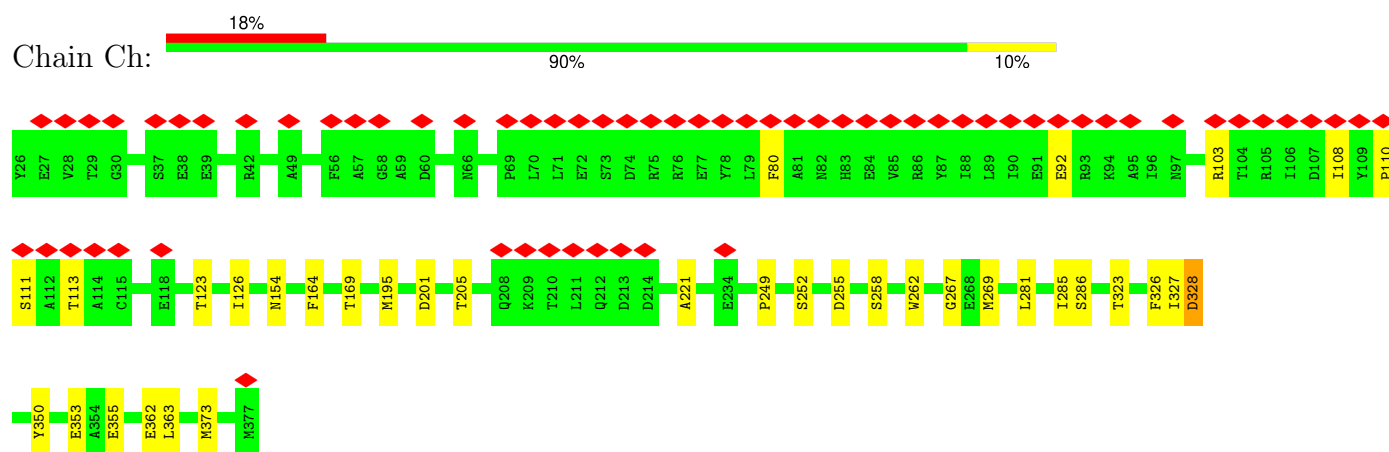 18%
Chain Ch:
90% 10%
Y26 E27 V28 T29 G30 S37 E38 E39 R42 A49 F56 A57 G58 A59 D60 N66 P69 L70 L71 E72 S73 D74 R75 R76 E77 Y78 L79 F80 A81 N82 H83 E84 V85 R86 Y87 I88 L89 I90 E91 E92 R93 K94 A95 I96 N97 R103 T104 R105 I106 D107 I108 Y109 P110
S111 A112 T113 A114 C115 E118 T123 I126 N154 F164 T169 M195 D201 T205 Q208 K209 T210 L211 Q212 D213 D214 A221 E234 P249 S252 D255 S258 W262 G267 E268 M269 L281 I285 S286 T323 F326 I327 D328
Y350 E353 A354 E355 E362 L363 M373 M377